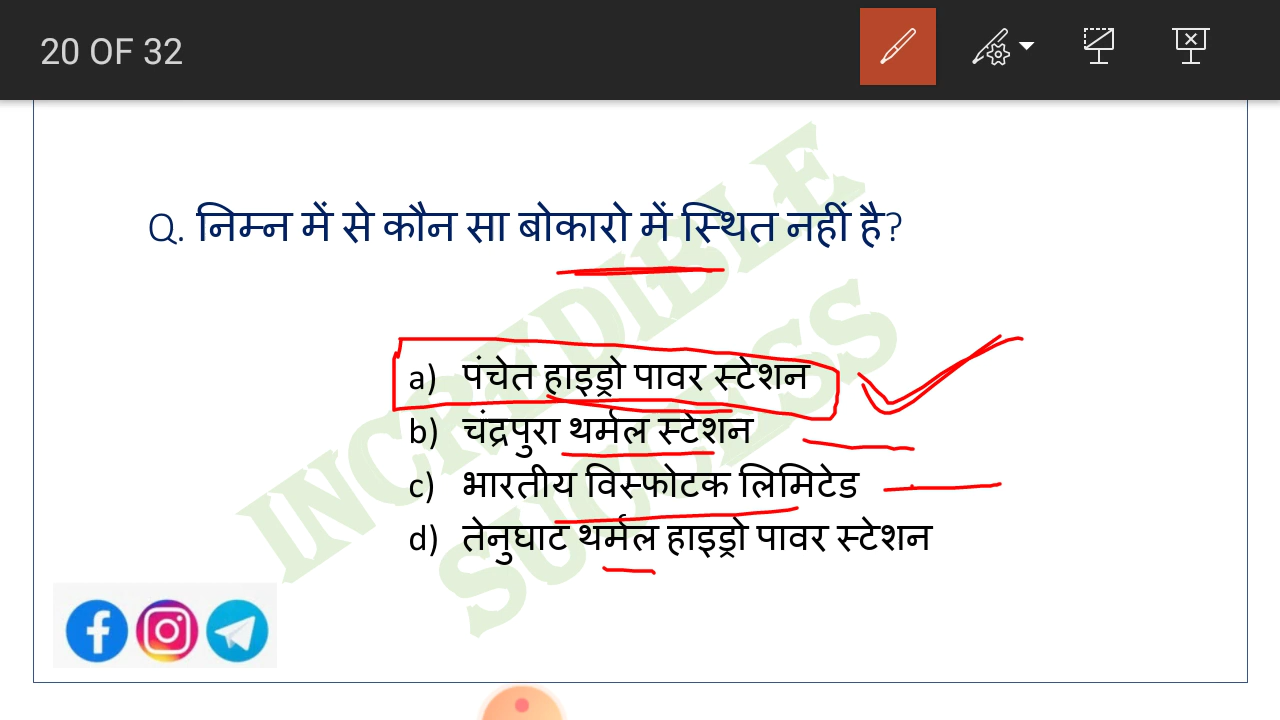 20 OF 32
Q. निम्न में से कौन सा बोकारो में स्थित नहीं है?
a) पंचेत हाइड्रो पावर स्टेशन
b) चंद्रपुरा थर्मल स्टेशन
c) भारतीय विस्फोटक लिमिटेड
d) तेनुघाट थर्मल हाइड्रो पावर स्टेशन
INCREDIBLE
SUCCESS